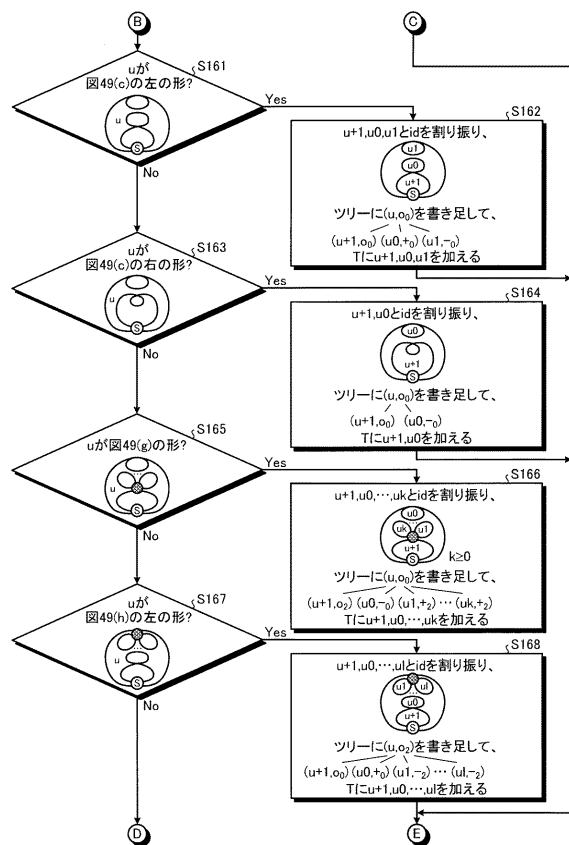 B
C
S161
uが
図49(c)の左の形?
u
S
Yes
No
S162
u+1,u0,u1とidを割り振り、
u1
u0
u+1
S
ツリーに(u,o₀)を書き足して、
(u+1,o₀) (u0,+₀) (u1,-₀)
Tにu+1,u0,u1を加える
S163
uが
図49(c)の右の形?
u
S
Yes
No
S164
u+1,u0とidを割り振り、
u0
u+1
S
ツリーに(u,o₀)を書き足して、
(u+1,o₀) (u0,-₀)
Tにu+1,u0を加える
S165
uが図49(g)の形?
u
S
Yes
No
S166
u+1,u0,…,ukとidを割り振り、
u0
uk u1
u+1
S
k≥0
ツリーに(u,o₀)を書き足して、
(u+1,o₂) (u0,-₀) (u1,+₂) … (uk,+₂)
Tにu+1,u0,…,ukを加える
S167
uが
図49(h)の左の形?
u
S
Yes
No
S168
u+1,u0,…,ulとidを割り振り、
u1 ul
u0
u+1
S
ツリーに(u,o₂)を書き足して、
(u+1,o₀) (u0,+₀) (u1,-₂) … (ul,-₂)
Tにu+1,u0,…,ulを加える
D
E